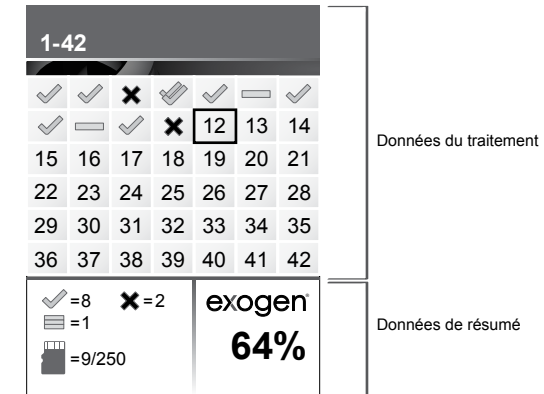 1-42
12 13 14
Données du traitement
15 16 17 18 19 20 21
22 23 24 25 26 27 28
29 30 31 32 33 34 35
36 37 38 39 40 41 42
=8 =2
=1
=9/250
exogen
64%
Données de résumé